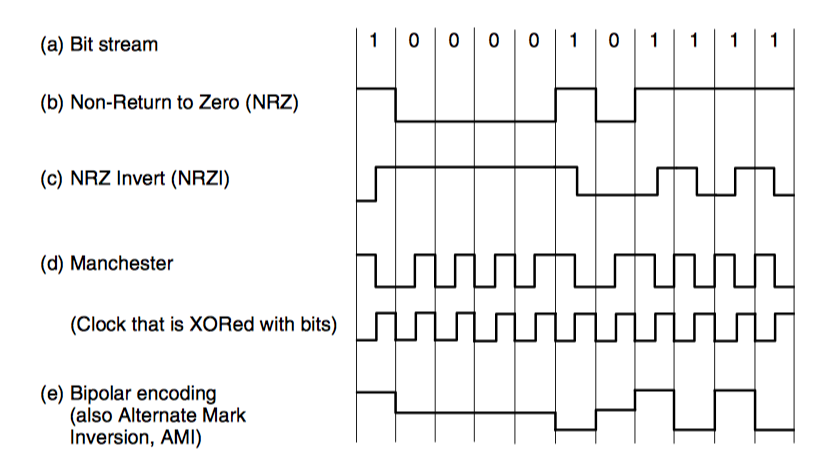 (a) Bit stream 1 0 0 0 0 1 0 1 1 1 1
(b) Non-Return to Zero (NRZ)
(c) NRZ Invert (NRZI)
(d) Manchester
(Clock that is XORed with bits)
(e) Bipolar encoding
(also Alternate Mark
Inversion, AMI)